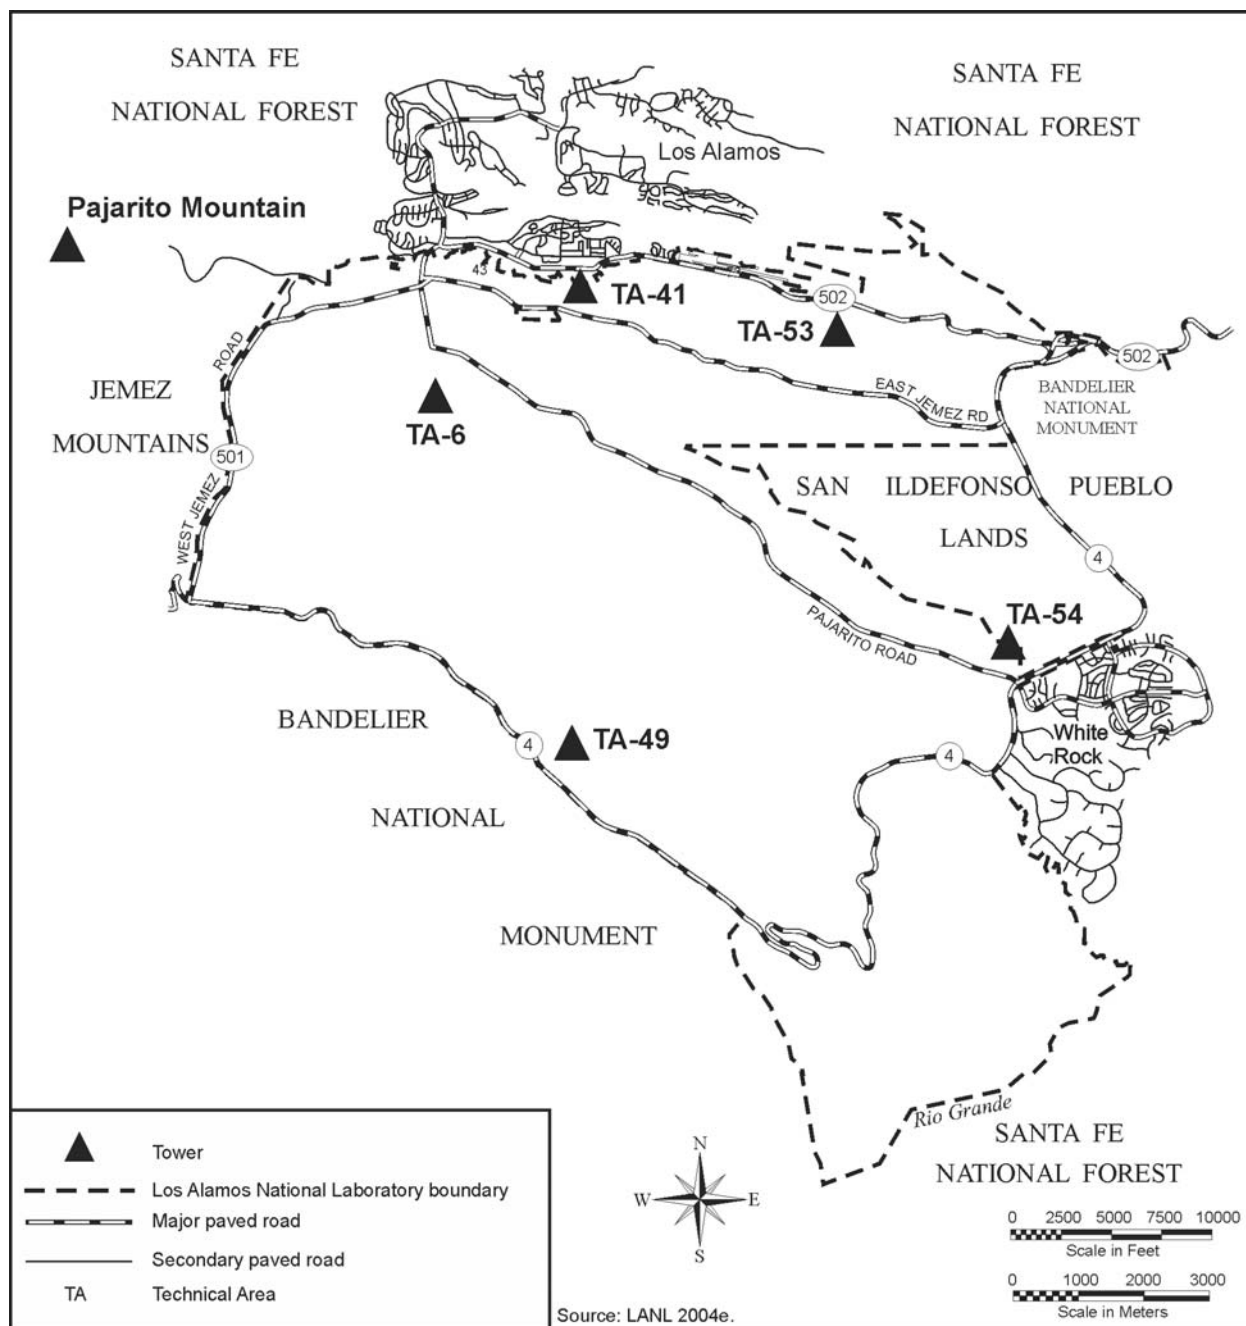 SANTA FE
NATIONAL FOREST
SANTA FE
NATIONAL FOREST
Los Alamos
Pajarito Mountain
43
TA-41
502
TA-53
502
ROAD
JEMEZ
MOUNTAINS
EAST JEMEZ RD
BANDELIER
NATIONAL
MONUMENT
TA-6
501
SAN ILDEFONSO PUEBLO
LANDS
WEST JEMEZ
4
TA-54
PAJARITO ROAD
BANDELIER
4
TA-49
White
Rock
4
NATIONAL
MONUMENT
Rio Grande
SANTA FE
NATIONAL FOREST
Tower
Los Alamos National Laboratory boundary
Major paved road
Secondary paved road
TA Technical Area
N
W E
S
0 2500 5000 7500 10000
Scale in Feet
0 1000 2000 3000
Scale in Meters
Source: LANL 2004e.